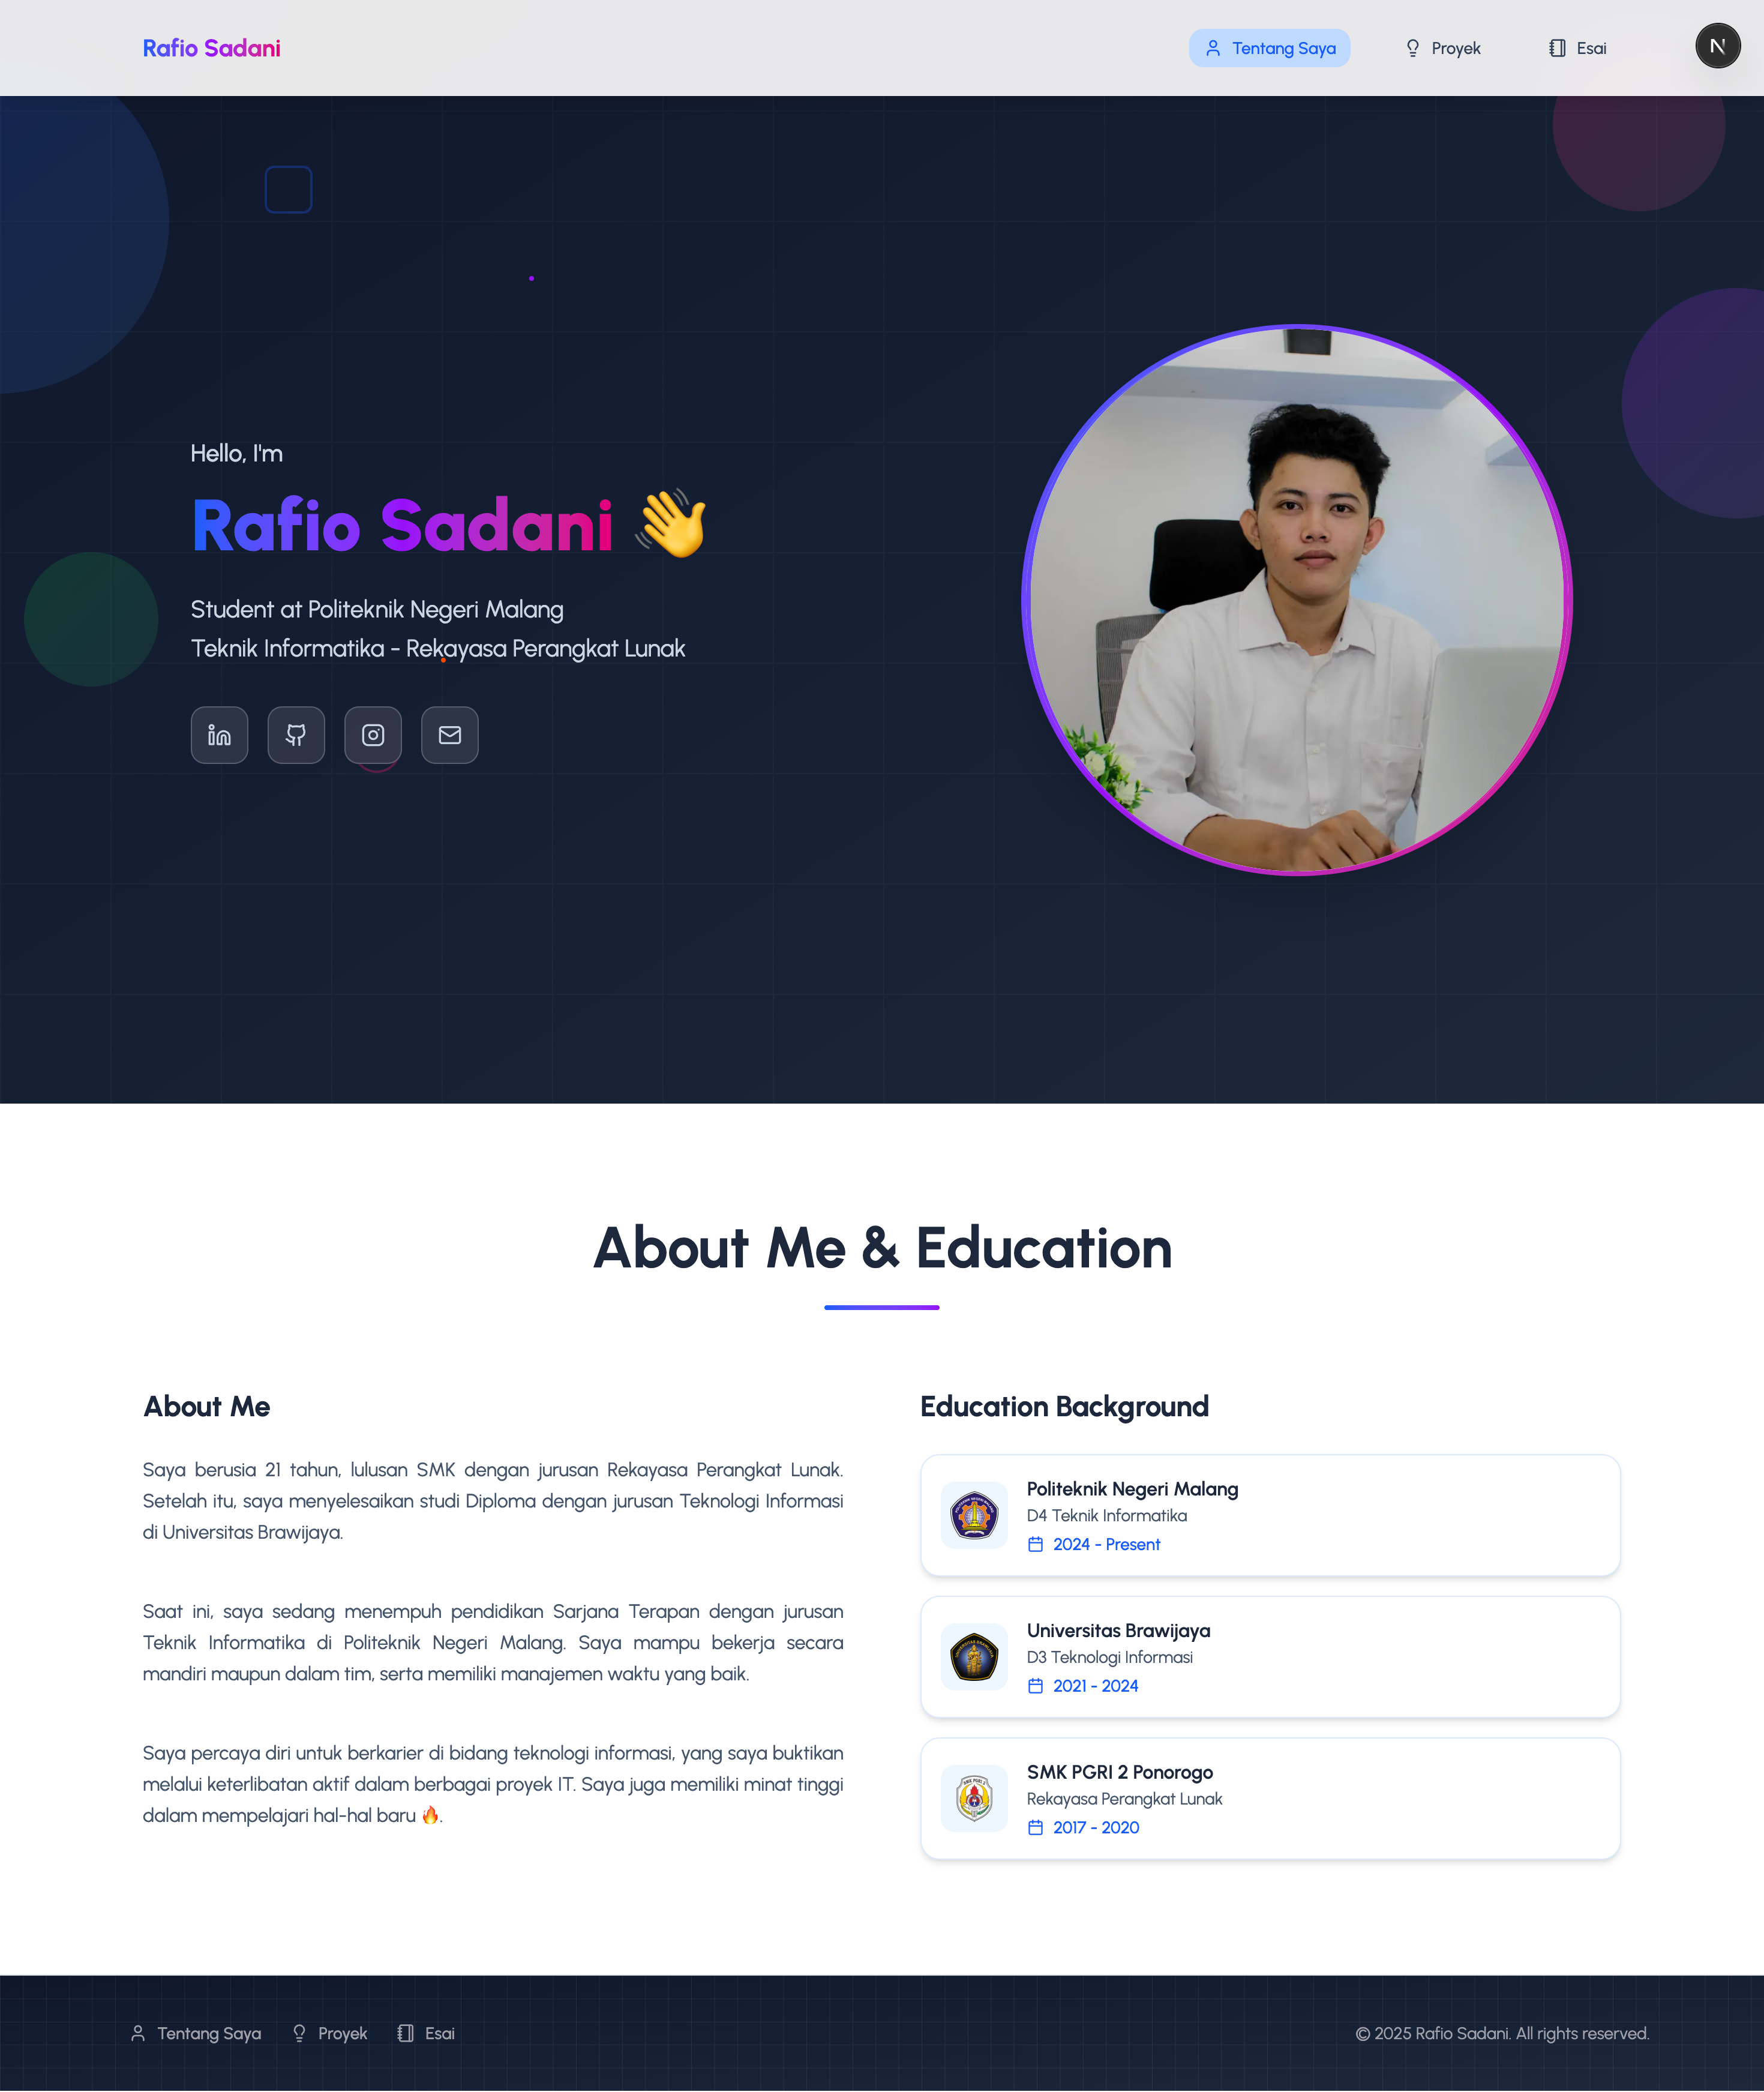 Rafio Sadani
Tentang Saya
Proyek
Esai
N
Hello, I'm
Rafio Sadani 👋
Student at Politeknik Negeri Malang
Teknik Informatika - Rekayasa Perangkat Lunak
About Me & Education
About Me
Saya berusia 21 tahun, lulusan SMK dengan jurusan Rekayasa Perangkat Lunak.
Setelah itu, saya menyelesaikan studi Diploma dengan jurusan Teknologi Informasi
di Universitas Brawijaya.
Saat ini, saya sedang menempuh pendidikan Sarjana Terapan dengan jurusan
Teknik Informatika di Politeknik Negeri Malang. Saya mampu bekerja secara
mandiri maupun dalam tim, serta memiliki manajemen waktu yang baik.
Saya percaya diri untuk berkarier di bidang teknologi informasi, yang saya buktikan
melalui keterlibatan aktif dalam berbagai proyek IT. Saya juga memiliki minat tinggi
dalam mempelajari hal-hal baru 🔥.
Education Background
Politeknik Negeri Malang
D4 Teknik Informatika
2024 - Present
Universitas Brawijaya
D3 Teknologi Informasi
2021 - 2024
SMK PGRI 2 Ponorogo
Rekayasa Perangkat Lunak
2017 - 2020
Tentang Saya
Proyek
Esai
© 2025 Rafio Sadani. All rights reserved.